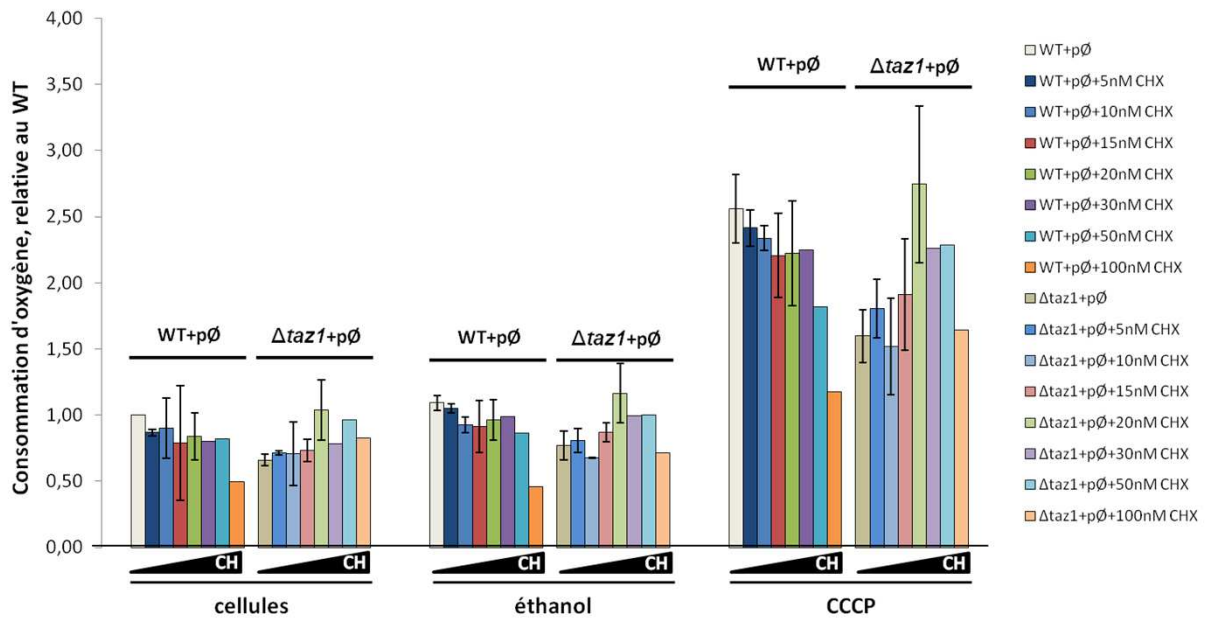 Consommation d'oxygène, relative au WT
4,00
3,50
3,00
2,50
2,00
1,50
1,00
0,50
0,00
WT+pØ
Δtaz1+pØ
WT+pØ
Δtaz1+pØ
WT+pØ
Δtaz1+pØ
CH
CH
CH
CH
CH
CH
cellules
éthanol
CCCP
WT+pØ
WT+pØ+5nM CHX
WT+pØ+10nM CHX
WT+pØ+15nM CHX
WT+pØ+20nM CHX
WT+pØ+30nM CHX
WT+pØ+50nM CHX
WT+pØ+100nM CHX
Δtaz1+pØ
Δtaz1+pØ+5nM CHX
Δtaz1+pØ+10nM CHX
Δtaz1+pØ+15nM CHX
Δtaz1+pØ+20nM CHX
Δtaz1+pØ+30nM CHX
Δtaz1+pØ+50nM CHX
Δtaz1+pØ+100nM CHX